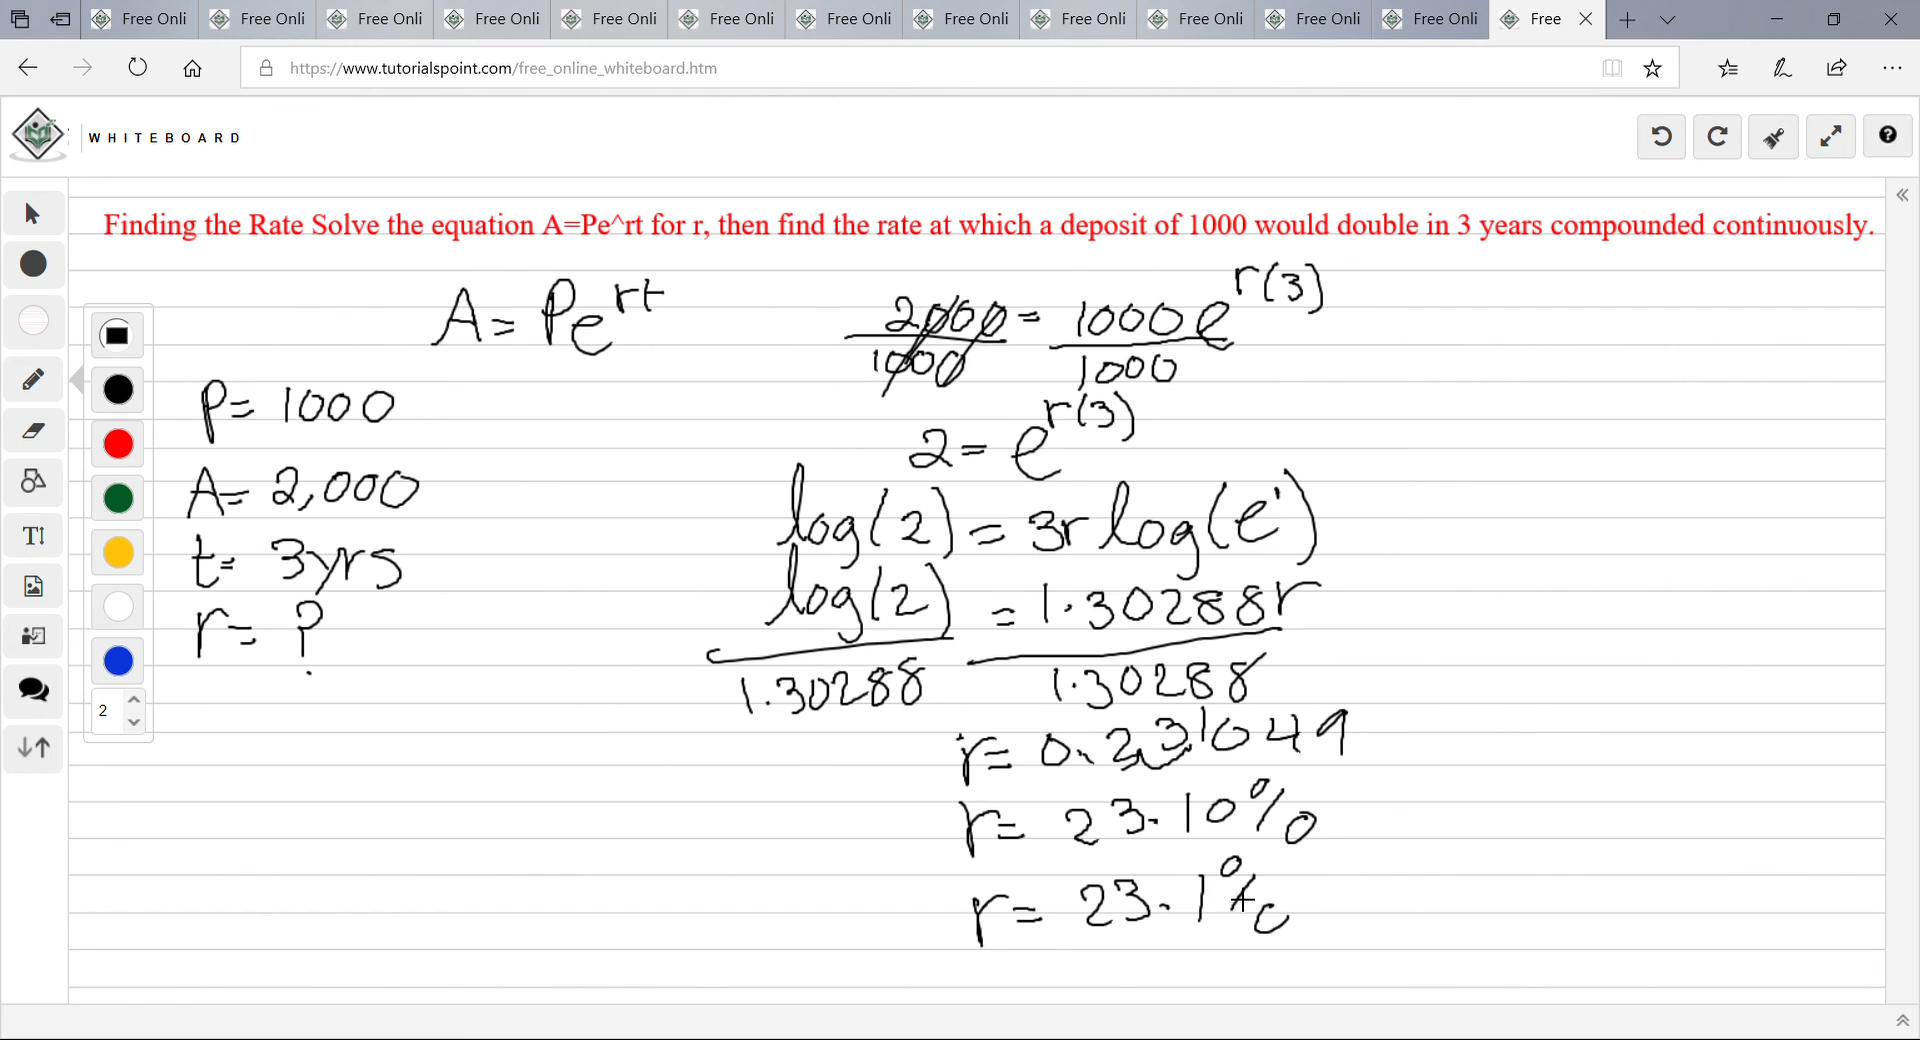 Free Onli Free Onli Free Onli Free Onli Free Onli Free Onli Free Onli Free Onli Free Onli Free Onli Free Onli Free Onli Free
https://www.tutorialspoint.com/free_online_whiteboard.htm
WHITEBOARD
Finding the Rate Solve the equation A=Pe^rt for r, then find the rate at which a deposit of 1000 would double in 3 years compounded continuously.
A = Pe^rt
P = 1000
A = 2,000
t = 3yrs
r = ?
2000/1000 = 1000e^r(3)/1000
2 = e^r(3)
log(2) = 3r log(e')
log(2)/1.30288 = 1.30288r/1.30288
r = 0.231049
r = 23.10%
r = 23.1%
T
2